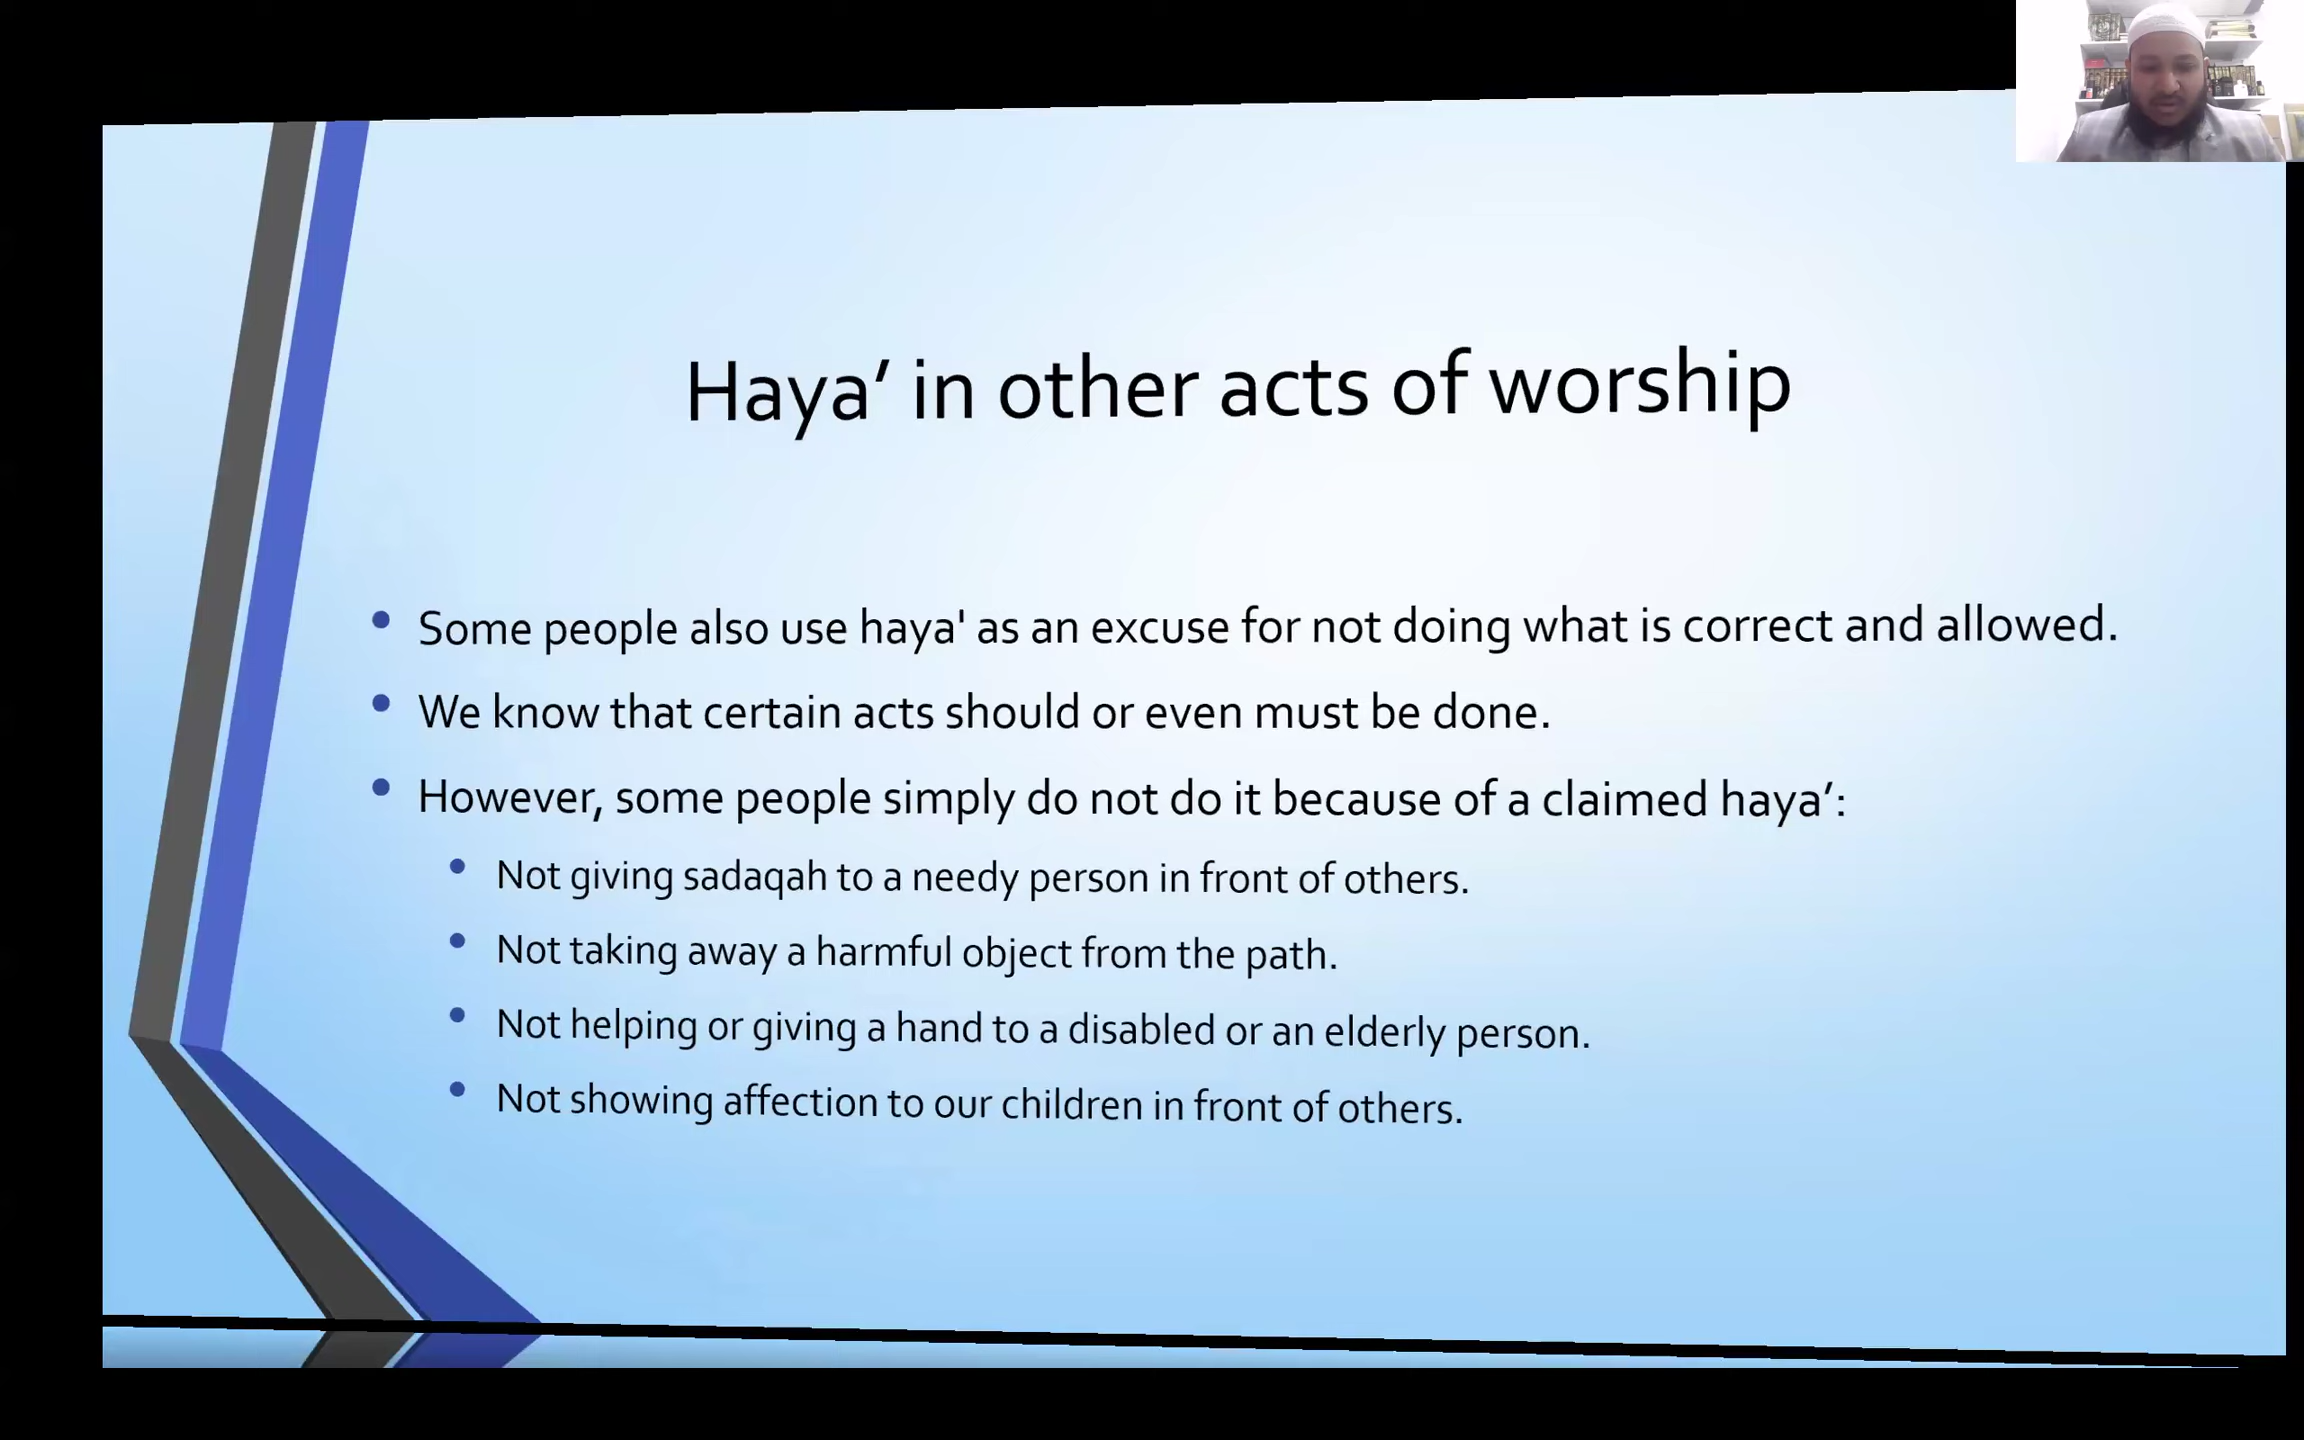 Haya’ in other acts of worship
• Some people also use haya' as an excuse for not doing what is correct and allowed.
• We know that certain acts should or even must be done.
• However, some people simply do not do it because of a claimed haya’:
• Not giving sadaqah to a needy person in front of others.
• Not taking away a harmful object from the path.
• Not helping or giving a hand to a disabled or an elderly person.
• Not showing affection to our children in front of others.